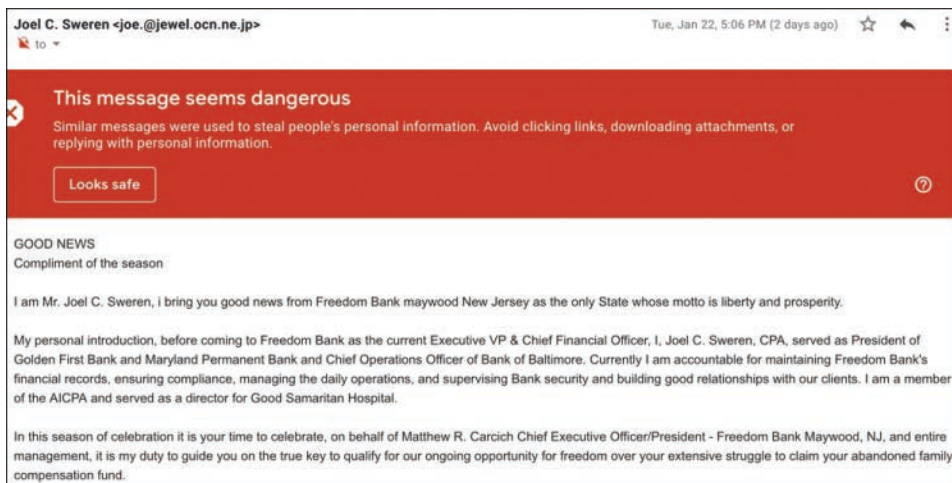 Joel C. Sweren <joe.@jewel.ocn.ne.jp>
Tue, Jan 22, 5:06 PM (2 days ago)
to
This message seems dangerous
Similar messages were used to steal people's personal information. Avoid clicking links, downloading attachments, or
replying with personal information.
Looks safe
GOOD NEWS
Compliment of the season
I am Mr. Joel C. Sweren, i bring you good news from Freedom Bank maywood New Jersey as the only State whose motto is liberty and prosperity.
My personal introduction, before coming to Freedom Bank as the current Executive VP & Chief Financial Officer, I, Joel C. Sweren, CPA, served as President of
Golden First Bank and Maryland Permanent Bank and Chief Operations Officer of Bank of Baltimore. Currently I am accountable for maintaining Freedom Bank's
financial records, ensuring compliance, managing the daily operations, and supervising Bank security and building good relationships with our clients. I am a member
of the AICPA and served as a director for Good Samaritan Hospital.
In this season of celebration it is your time to celebrate, on behalf of Matthew R. Carcich Chief Executive Officer/President - Freedom Bank Maywood, NJ, and entire
management, it is my duty to guide you on the true key to qualify for our ongoing opportunity for freedom over your extensive struggle to claim your abandoned family
compensation fund.